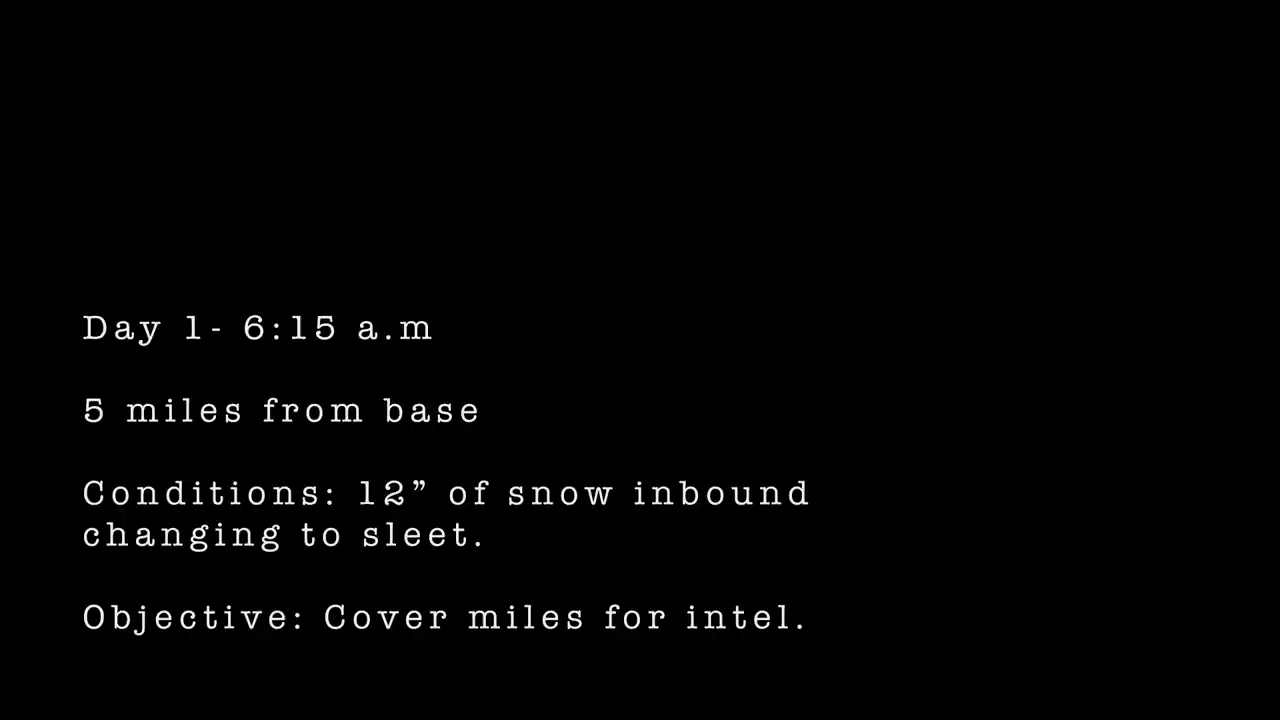 Day 1- 6:15 a.m
5 miles from base
Conditions: 12” of snow inbound
changing to sleet.
Objective: Cover miles for intel.